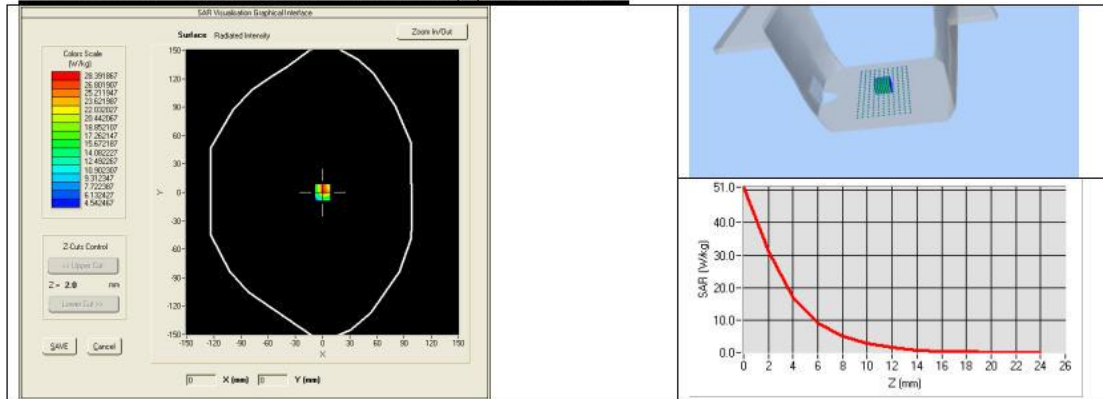 SAR Visualisation Graphical Interface
Surface Radiated Intensity
Zoom In/Out
Colors Scale
(W/kg)
28.391867
26.801907
25.211947
23.621987
22.032027
20.442067
18.852107
17.262147
15.672187
14.082227
12.492267
10.902307
9.312347
7.722387
6.132427
4.542467
Z-Cuts Control
<< Upper Cut
Z = 2.0 mm
Lower Cut >>
SAVE Cancel
150-
120-
90-
60-
30-
0-
-30-
-60-
-90-
-120-
-150-
Y
-150 -120 -90 -60 -30 0 30 60 90 120 150
X
0 X (mm) 0 Y (mm)
51.0-
40.0-
30.0-
20.0-
10.0-
0.0-
SAR (W/kg)
0 2 4 6 8 10 12 14 16 18 20 22 24 26
Z (mm)